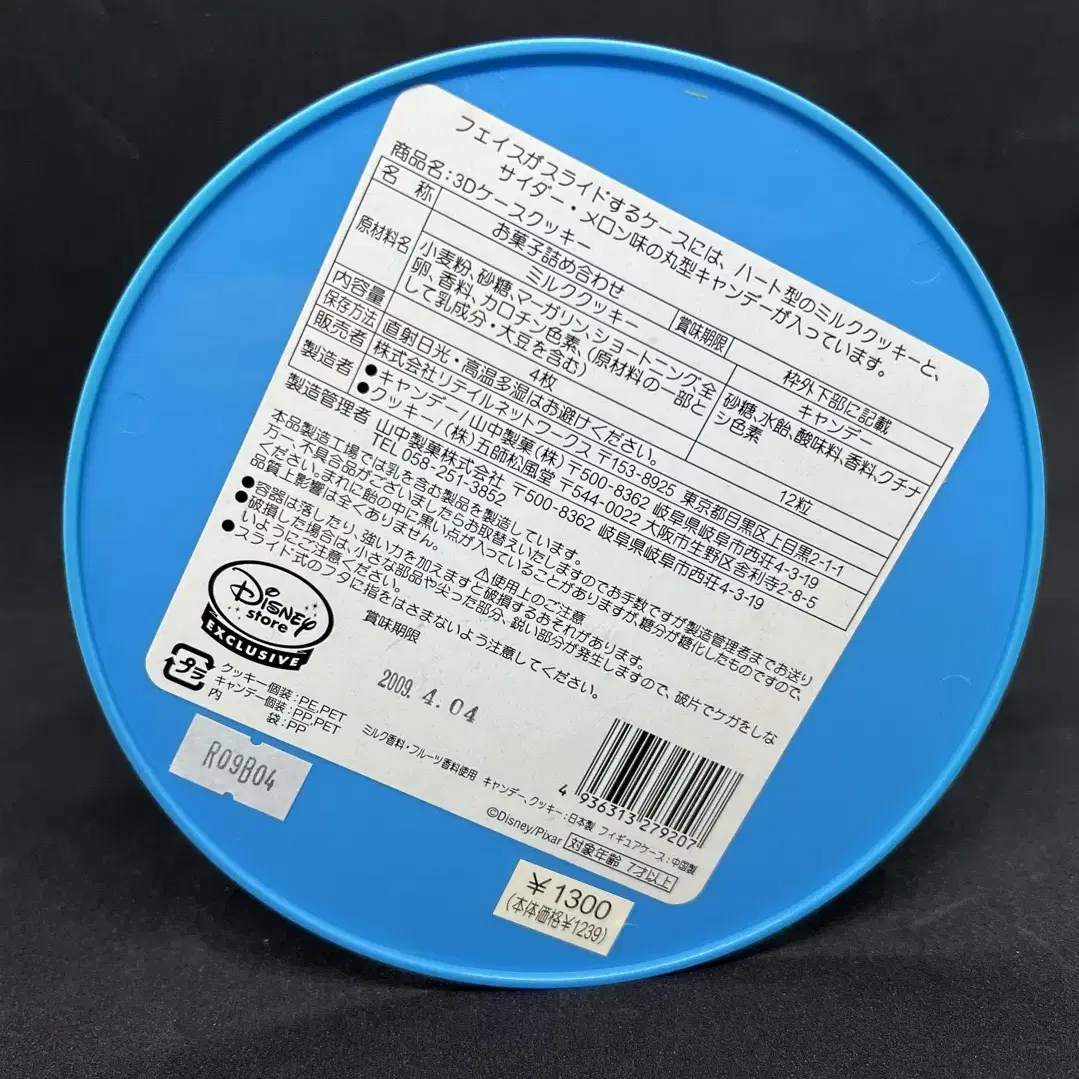 フェイスがスライドするケースには、ハート型のミルククッキーと、
サイダー・メロン味の丸型キャンデーが入っています。
商品名:3Dケースクッキー
名 称 お菓子詰め合わせ 賞味期限 枠外下部に記載
原材料名 ミルククッキー キャンデー
小麦粉、砂糖、マーガリン、ショートニング、全
卵、香料、カロチン色素、(原材料の一部と
して乳成分・大豆を含む)
砂糖、水飴、酸味料、香料、クチナ
シ色素
内容量 4枚 12粒
保存方法 直射日光・高温多湿はお避けください。
販売者 株式会社リテイルネットワークス 〒153-8925 東京都目黒区上目黒2-1-1
製造者 ●キャンデー/山中製菓(株) 〒500-8362 岐阜県岐阜市西荘4-3-19
●クッキー/(株)五師松風堂 〒544-0022 大阪市生野区舎利寺2-8-5
製造管理者 山中製菓株式会社 〒500-8362 岐阜県岐阜市西荘4-3-19
TEL 058-251-3852
本品製造工場では乳を含む製品を製造しています。
万一、不具合品がございましたらお取替えいたしますのでお手数ですが製造管理者までお送り
ください。まれに飴の中に黒い点が入っていることがありますが、糖分が糖化したものですので、
品質上影響は全くありません。
⚠使用上のご注意
●容器は落としたり、強い力を加えますと破損するおそれがあります。
●破損した場合は、小さな部品や尖った部分、鋭い部分が発生しますので、破片でケガをしな
いようにご注意ください。
●スライド式のフタに指をはさまないよう注意してください。
DISNEY
store
EXCLUSIVE
賞味期限
2009. 4. 04
プラ
クッキー個装:PE,PET
キャンデー個装:PP,PET
内 袋:PP
ミルク香料・フルーツ香料使用 キャンデー、クッキー:日本製 フィギュアケース:中国製
4 936313 279207
©Disney/Pixar 対象年齢 7才以上
R09B04
¥1300
(本体価格¥1239)